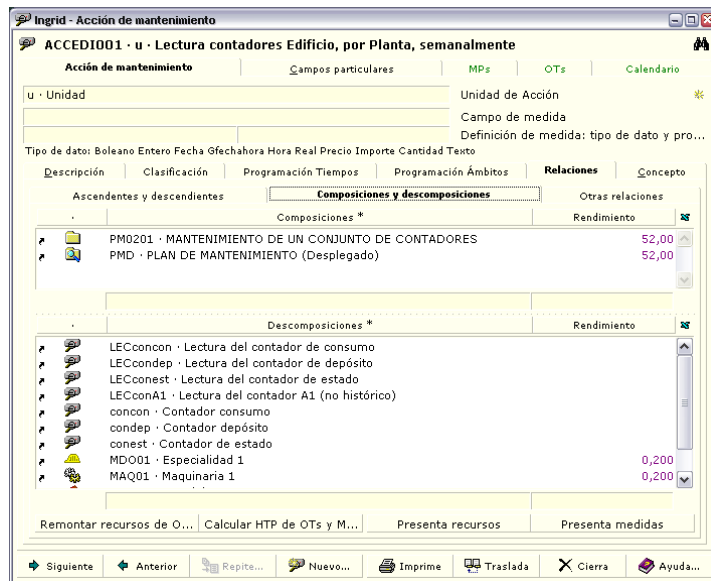 Ingrid - Acción de mantenimiento
ACCEDI001 · u · Lectura contadores Edificio, por Planta, semanalmente
Acción de mantenimiento Campos particulares MPs OTs Calendario
u · Unidad Unidad de Acción
Campo de medida
Definición de medida: tipo de dato y pro...
Tipo de dato: Boleano Entero Fecha Gfechahora Hora Real Precio Importe Cantidad Texto
Descripción Clasificación Programación Tiempos Programación Ámbitos Relaciones Concepto
Ascendentes y descendientes Composiciones y descomposiciones Otras relaciones
. Composiciones * Rendimiento
PM0201 · MANTENIMIENTO DE UN CONJUNTO DE CONTADORES 52,00
PMD · PLAN DE MANTENIMIENTO (Desplegado) 52,00
. Descomposiciones * Rendimiento
LECconcon · Lectura del contador de consumo
LECcondep · Lectura del contador de depósito
LECconest · Lectura del contador de estado
LECconA1 · Lectura del contador A1 (no histórico)
concon · Contador consumo
condep · Contador depósito
conest · Contador de estado
MDO01 · Especialidad 1 0,200
MAQ01 · Maquinaria 1 0,200
Remontar recursos de O... Calcular HTP de OTs y M... Presenta recursos Presenta medidas
Siguiente Anterior Repite... Nuevo... Imprime Traslada Cierra Ayuda...